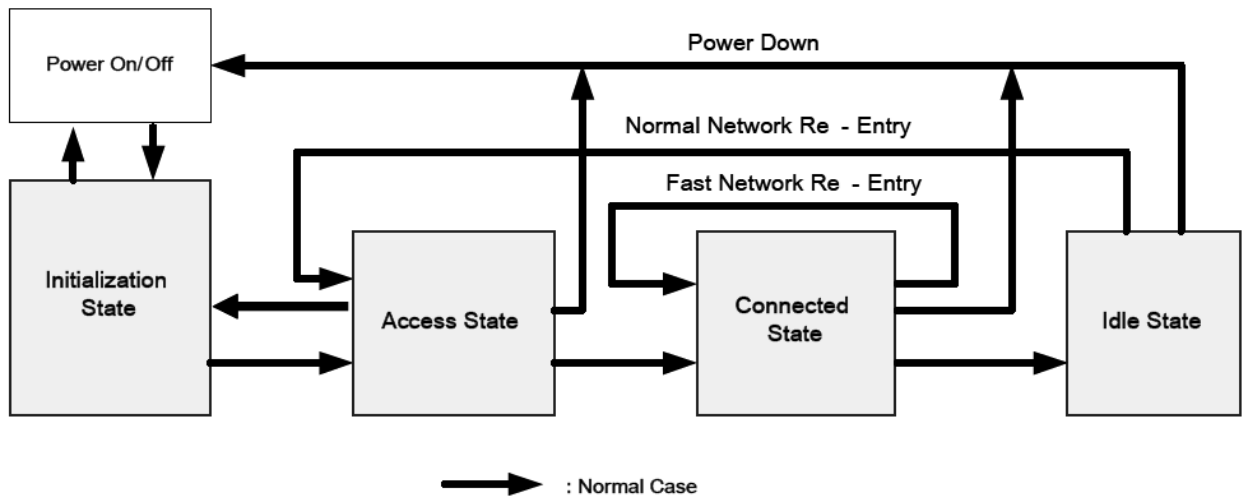 Power Down
Power On/Off
Normal Network Re - Entry
Fast Network Re - Entry
Initialization
State
Access State
Connected
State
Idle State
: Normal Case